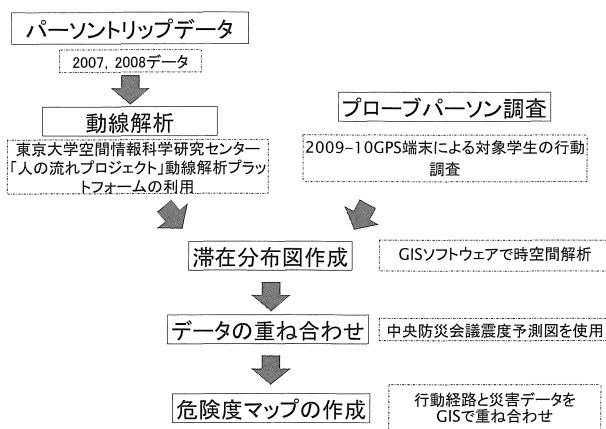 パーソントリップデータ
2007, 2008データ
動線解析
東京大学空間情報科学研究センター
「人の流れプロジェクト」動線解析プラッ
トフォームの利用
プローブパーソン調査
2009-10GPS端末による対象学生の行動
調査
滞在分布図作成
GISソフトウェアで時空間解析
データの重ね合わせ
中央防災会議震度予測図を使用
危険度マップの作成
行動経路と災害データを
GISで重ね合わせ